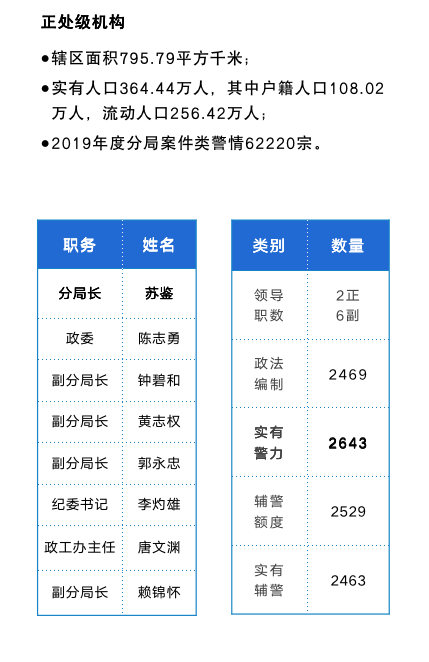 正处级机构
●辖区面积795.79平方千米；
●实有人口364.44万人，其中户籍人口108.02
万人，流动人口256.42万人；
●2019年度分局案件类警情62220宗。
职务 姓名
分局长 苏鉴
政委 陈志勇
副分局长 钟碧和
副分局长 黄志权
副分局长 郭永忠
纪委书记 李灼雄
政工办主任 唐文渊
副分局长 赖锦怀
类别 数量
领导
职数
2正
6副
政法
编制
2469
实有
警力
2643
辅警
额度
2529
实有
辅警
2463